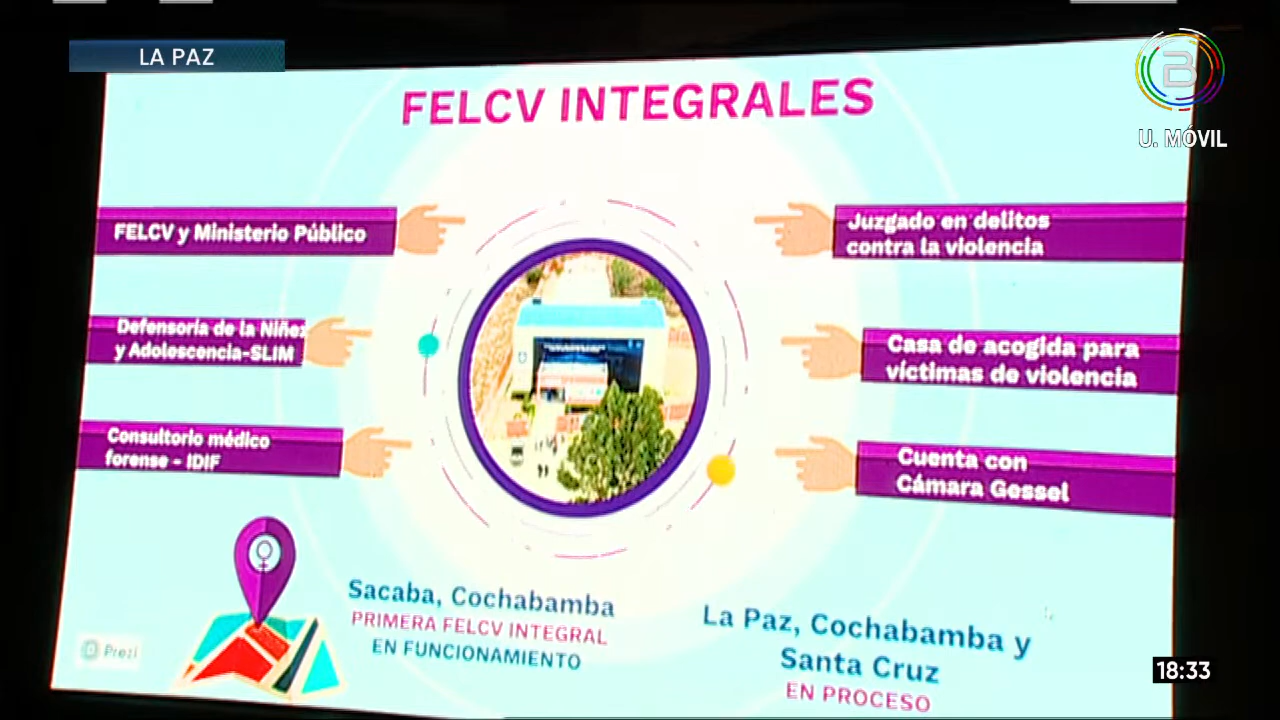 LA PAZ
B
U. MÓVIL
FELCV INTEGRALES
FELCV y Ministerio Público
Defensoría de la Niñez
y Adolescencia-SLIM
Consultorio médico
forense - IDIF
Juzgado en delitos
contra la violencia
Casa de acogida para
víctimas de violencia
Cuenta con
Cámara Gessel
Sacaba, Cochabamba
PRIMERA FELCV INTEGRAL
EN FUNCIONAMIENTO
La Paz, Cochabamba y
Santa Cruz
EN PROCESO
Prezi
18:33